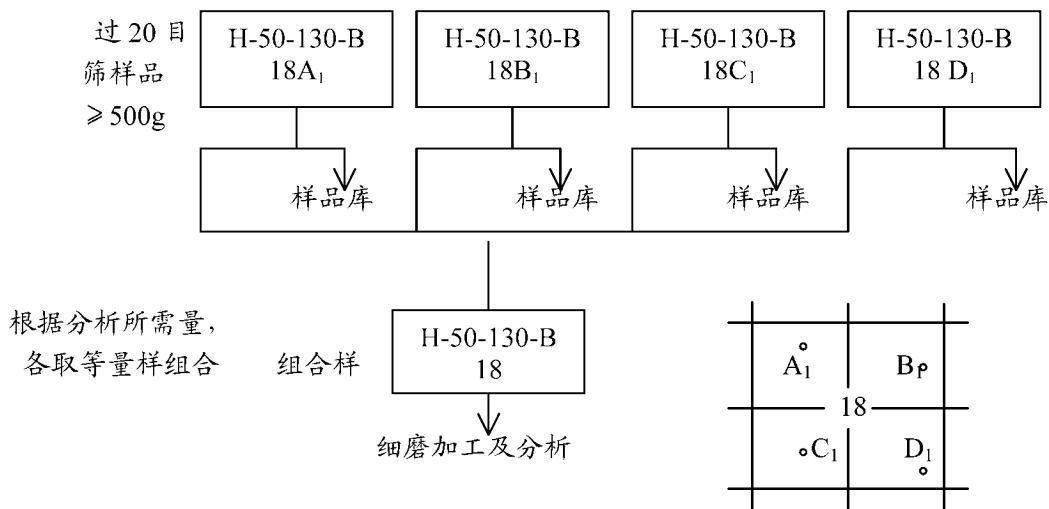 过 20 目
筛样品
≥500g
H-50-130-B
18A₁
H-50-130-B
18B₁
H-50-130-B
18C₁
H-50-130-B
18 D₁
样品库
样品库
样品库
样品库
根据分析所需量，
各取等量样组合
组合样
H-50-130-B
18
细磨加工及分析
A₁
B₁
18
C₁
D₁